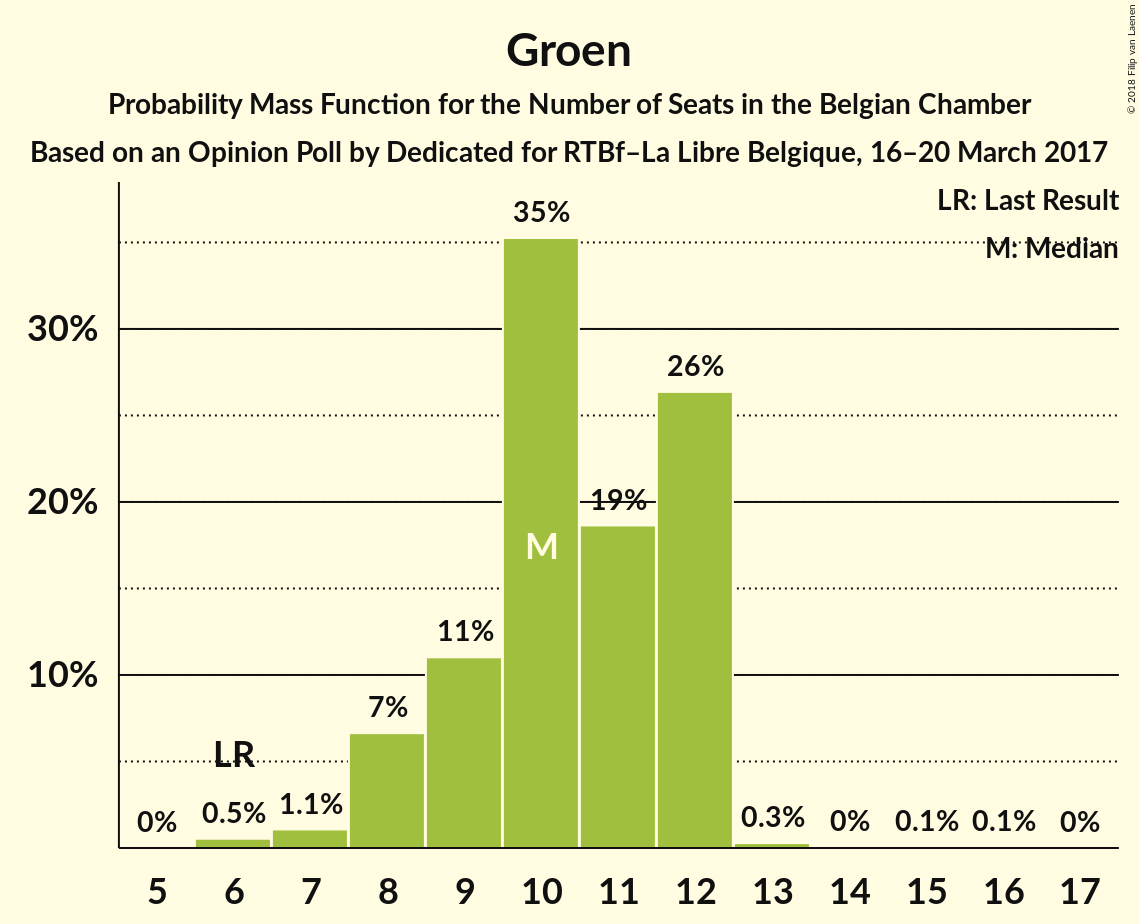 Groen
Probability Mass Function for the Number of Seats in the Belgian Chamber
Based on an Opinion Poll by Dedicated for RTBf–La Libre Belgique, 16–20 March 2017
© 2018 Filip van Laenen
LR: Last Result
M: Median
30%
20%
10%
0%
0.5%
1.1%
7%
11%
35%
19%
26%
0.3%
0%
0.1%
0.1%
0%
LR
M
5 6 7 8 9 10 11 12 13 14 15 16 17